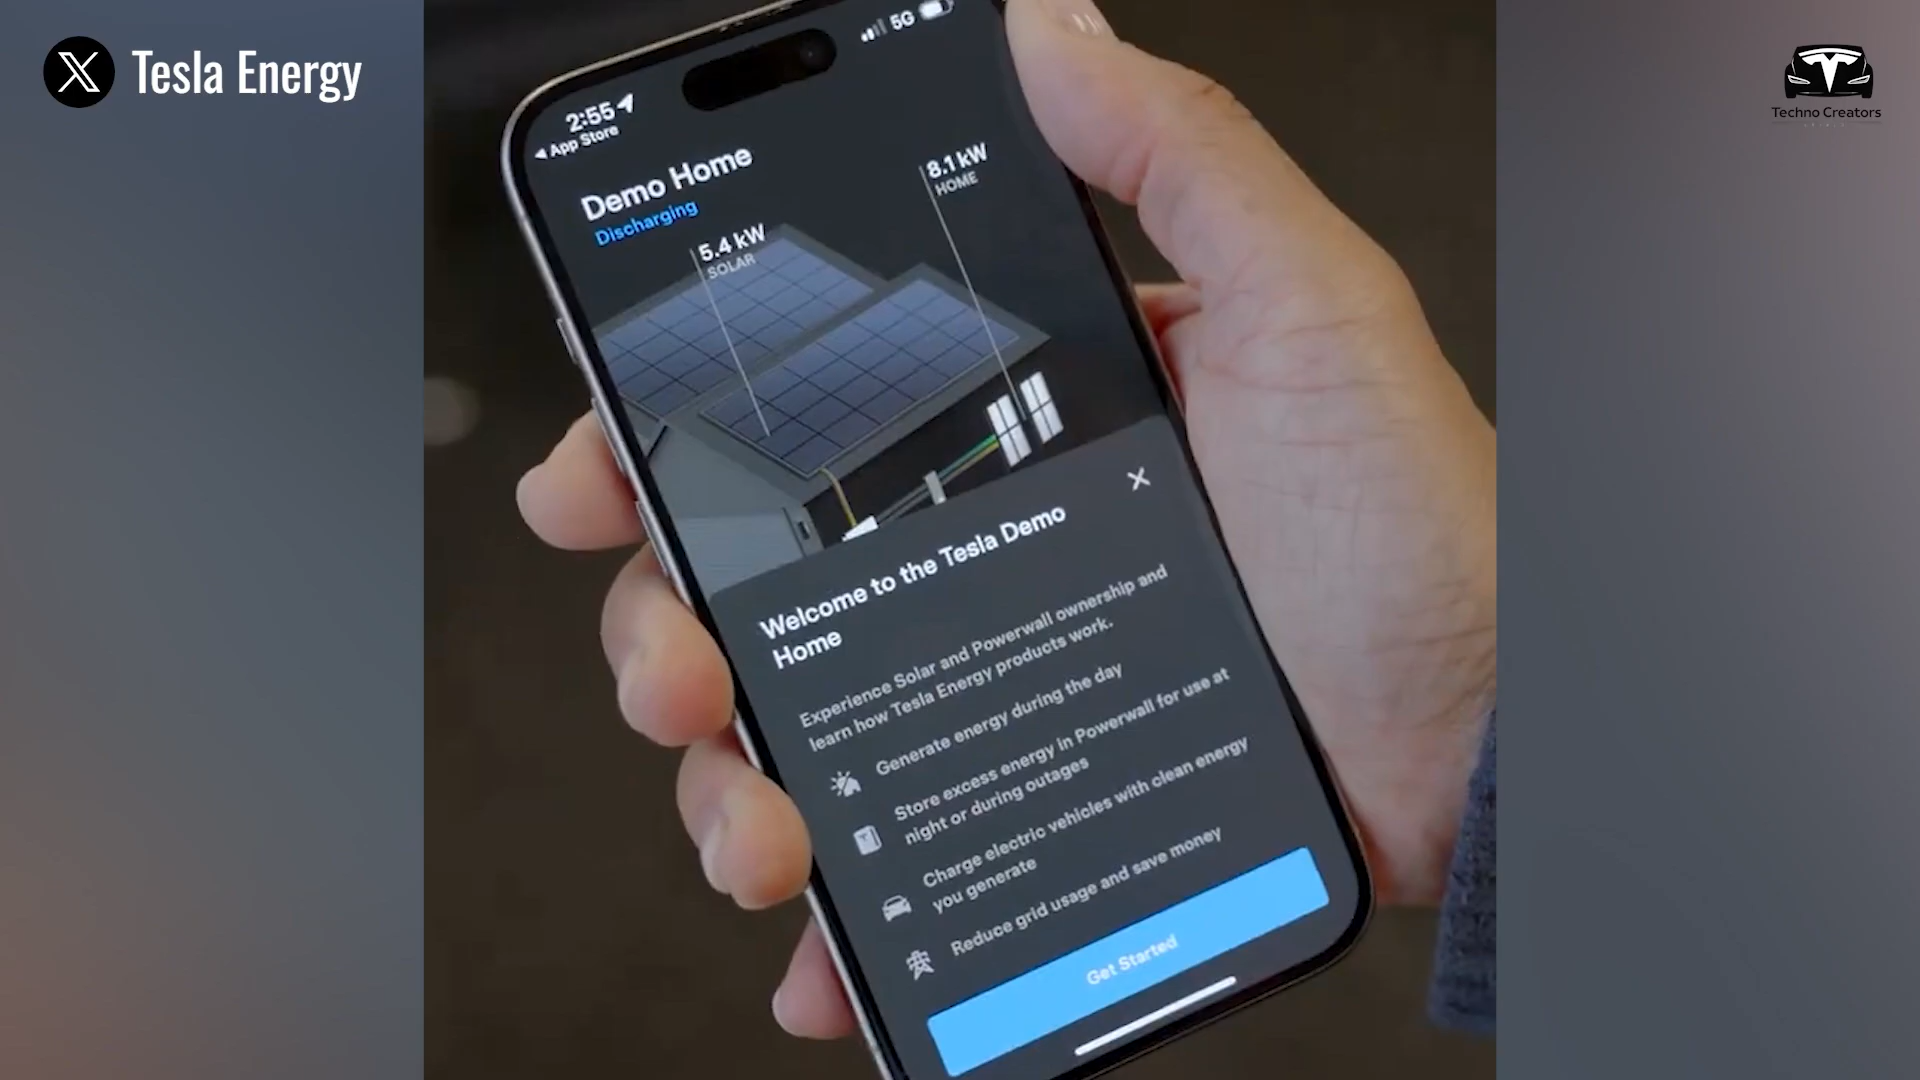 X Tesla Energy
Techno Creators
2:55
5G
App Store
Demo Home
Discharging
5.4 kW
SOLAR
8.1 kW
HOME
Welcome to the Tesla Demo
Home
Experience Solar and Powerwall ownership and
learn how Tesla Energy products work.
Generate energy during the day
Store excess energy in Powerwall for use at
night or during outages
Charge electric vehicles with clean energy
you generate
Reduce grid usage and save money
Get Started